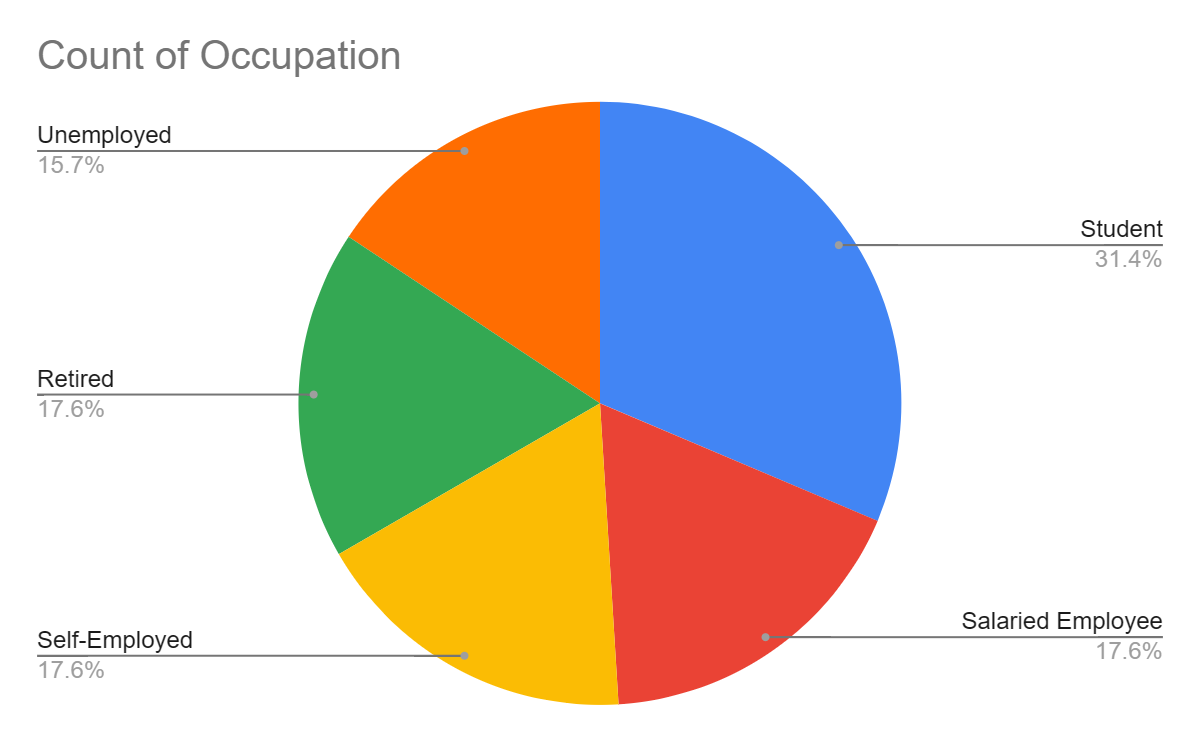 Count of Occupation
Unemployed
15.7%
Student
31.4%
Retired
17.6%
Salaried Employee
17.6%
Self-Employed
17.6%